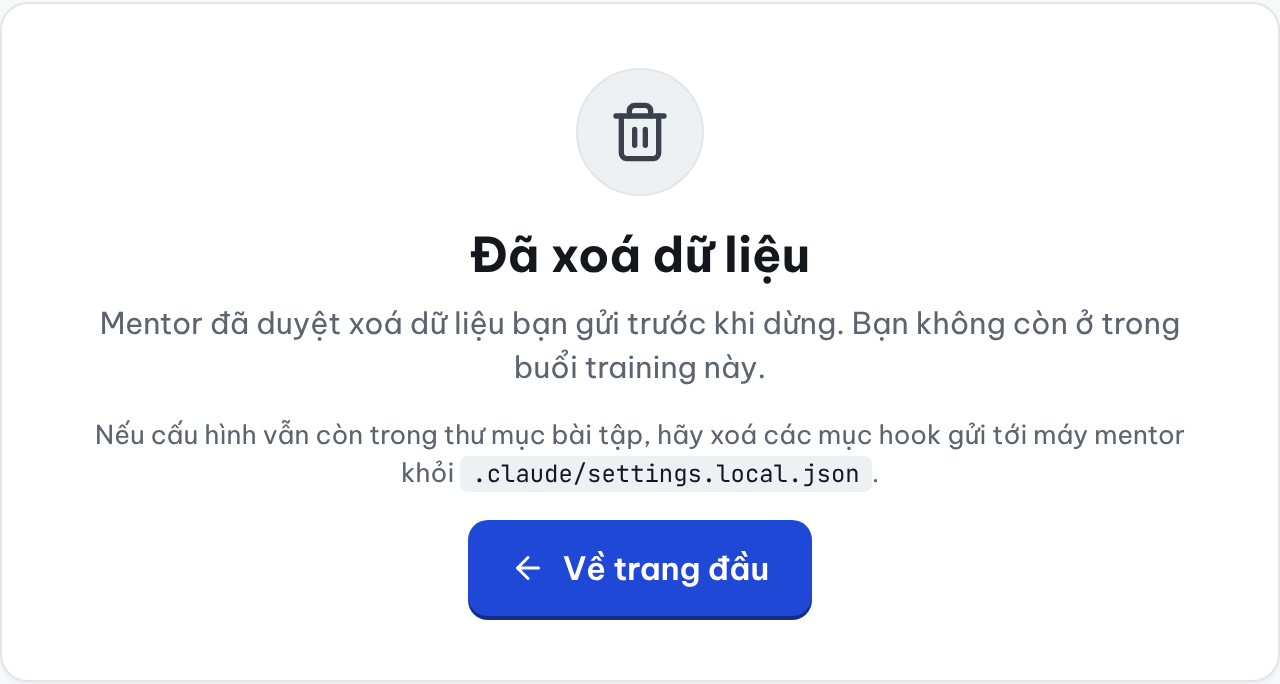 Đã xoá dữ liệu
Mentor đã duyệt xoá dữ liệu bạn gửi trước khi dừng. Bạn không còn ở trong
buổi training này.
Nếu cấu hình vẫn còn trong thư mục bài tập, hãy xoá các mục hook gửi tới máy mentor
khỏi .claude/settings.local.json.
← Về trang đầu